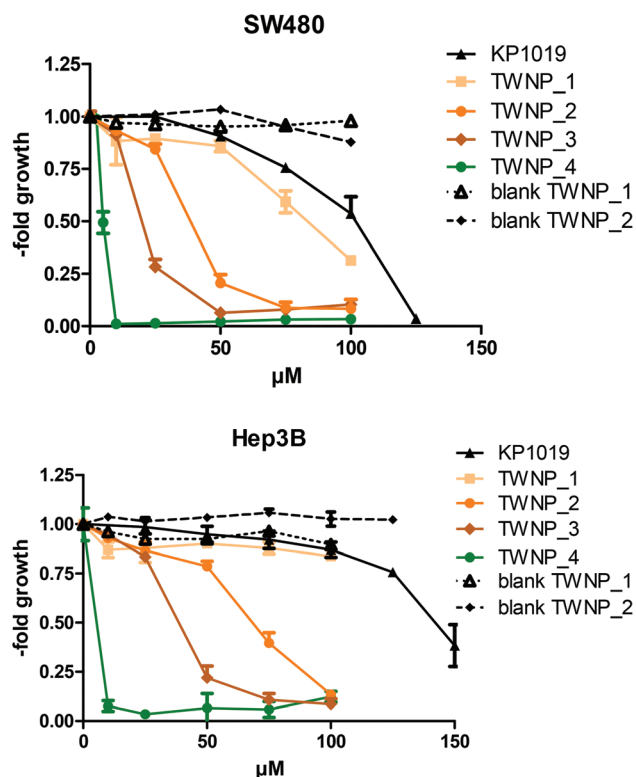 SW480
KP1019
TWNP_1
TWNP_2
TWNP_3
TWNP_4
blank TWNP_1
blank TWNP_2
1.25
1.00
0.75
0.50
0.25
0.00
-fold growth
0 50 100 150
µM
Hep3B
KP1019
TWNP_1
TWNP_2
TWNP_3
TWNP_4
blank TWNP_1
blank TWNP_2
1.25
1.00
0.75
0.50
0.25
0.00
-fold growth
0 50 100 150
µM